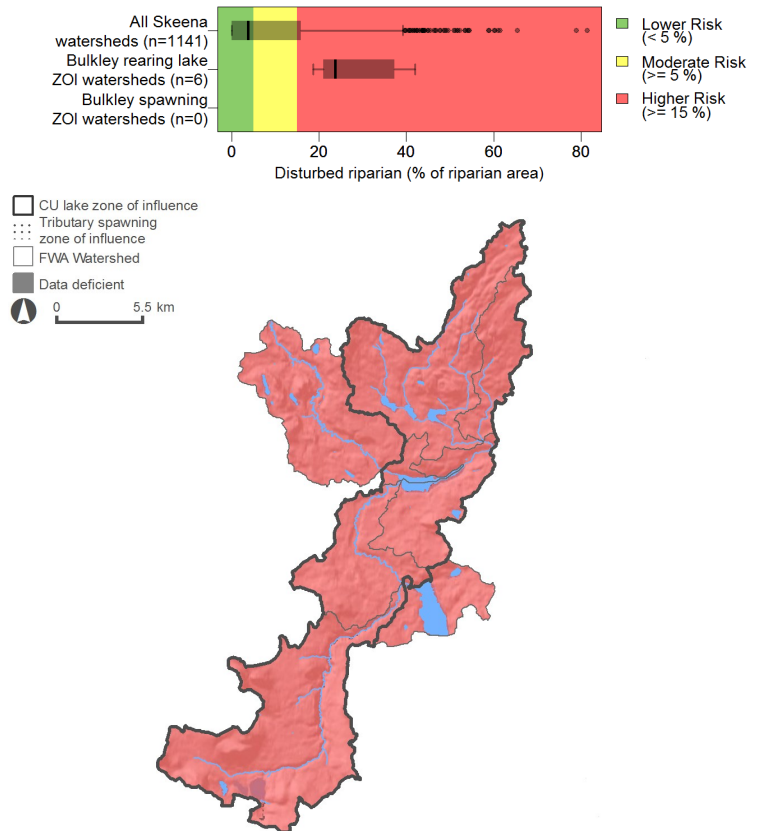 All Skeena
watersheds (n=1141)
Bulkley rearing lake
ZOI watersheds (n=6)
Bulkley spawning
ZOI watersheds (n=0)
0 20 40 60 80
Disturbed riparian (% of riparian area)
Lower Risk
(< 5 %)
Moderate Risk
(>= 5 %)
Higher Risk
(>= 15 %)
CU lake zone of influence
Tributary spawning
zone of influence
FWA Watershed
Data deficient
0 5.5 km